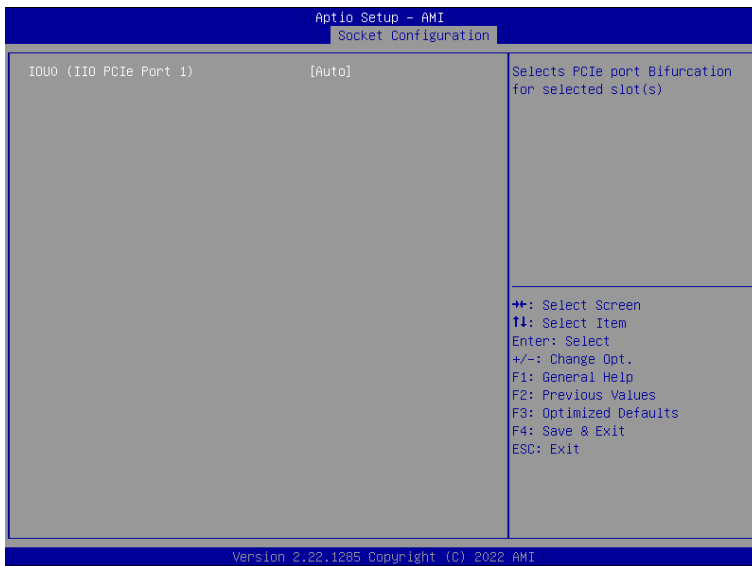 Aptio Setup – AMI
Socket Configuration
IOU0 (IIO PCIe Port 1) [Auto]
Selects PCIe port Bifurcation
for selected slot(s)
→←: Select Screen
↑↓: Select Item
Enter: Select
+/-: Change Opt.
F1: General Help
F2: Previous Values
F3: Optimized Defaults
F4: Save & Exit
ESC: Exit
Version 2.22.1285 Copyright (C) 2022 AMI